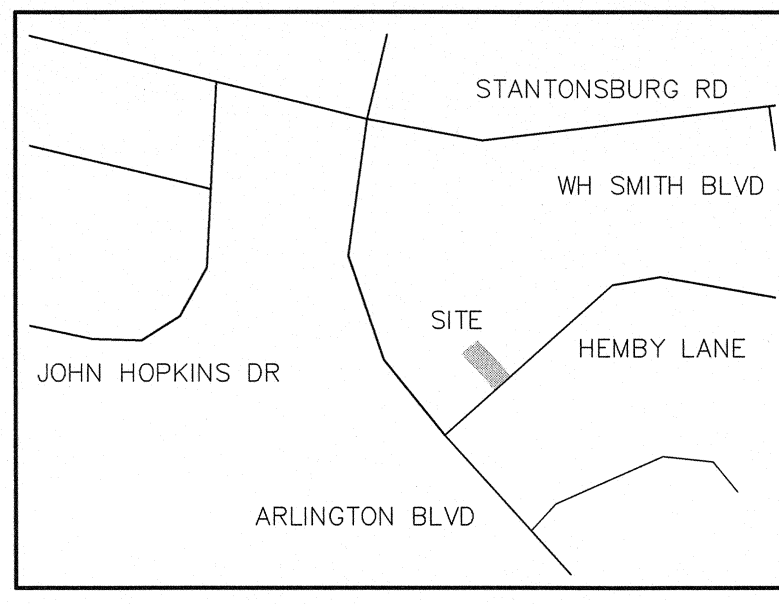 STANTONSBURG RD
WH SMITH BLVD
SITE
HEMBY LANE
JOHN HOPKINS DR
ARLINGTON BLVD